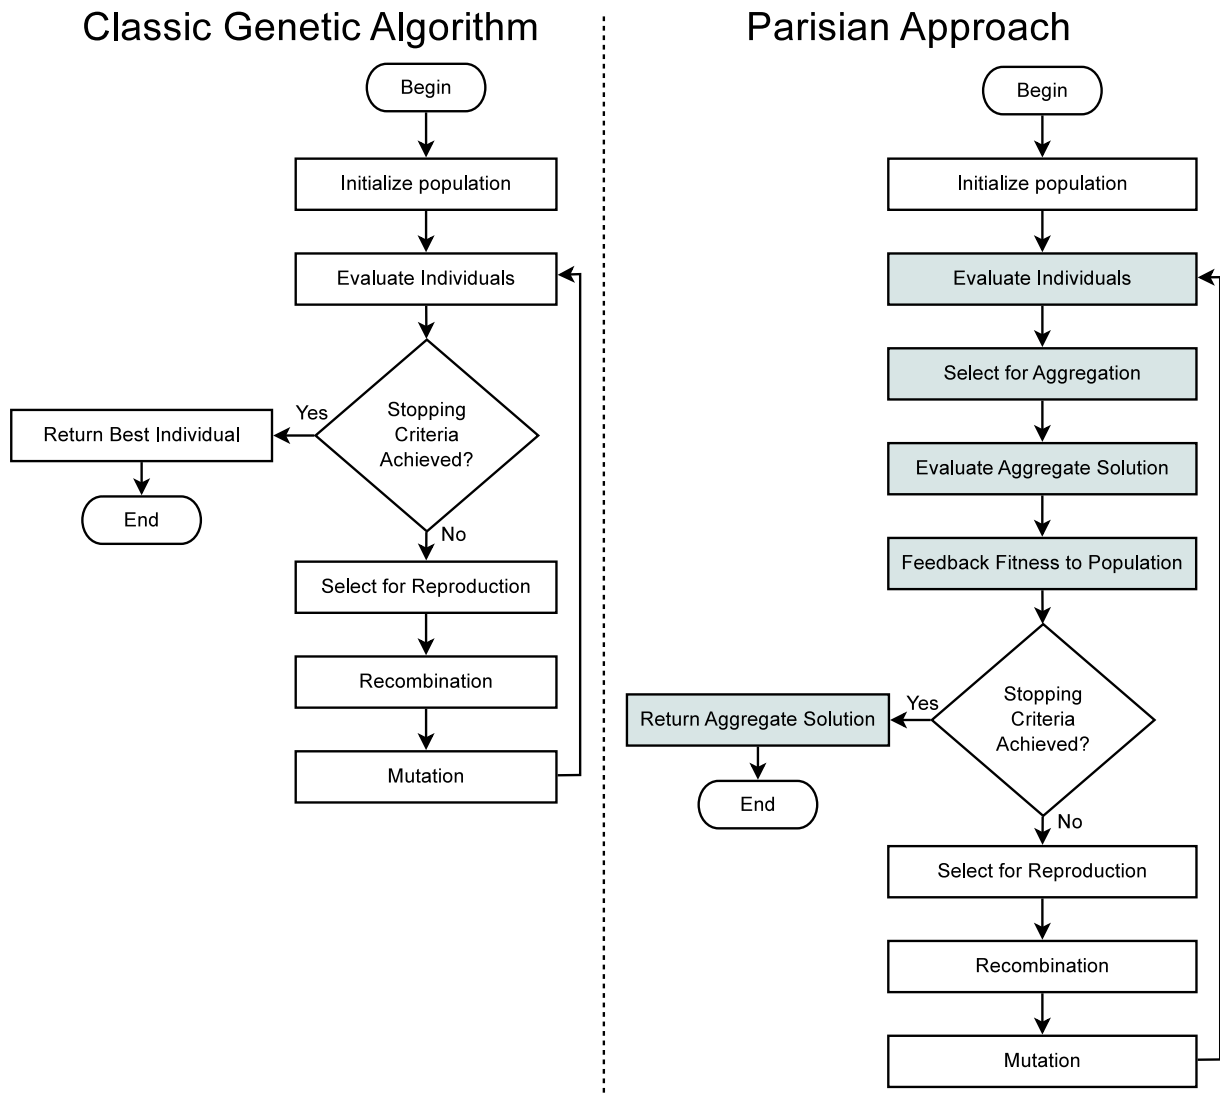 Classic Genetic Algorithm
Begin
Initialize population
Evaluate Individuals
Stopping
Criteria
Achieved?
Yes
Return Best Individual
End
No
Select for Reproduction
Recombination
Mutation
Parisian Approach
Begin
Initialize population
Evaluate Individuals
Select for Aggregation
Evaluate Aggregate Solution
Feedback Fitness to Population
Stopping
Criteria
Achieved?
Yes
Return Aggregate Solution
End
No
Select for Reproduction
Recombination
Mutation